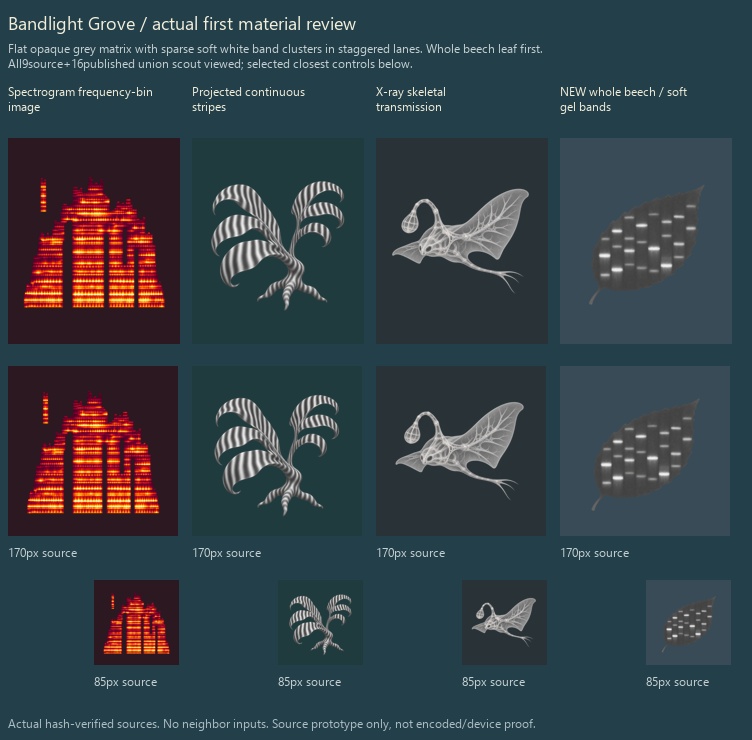 Bandlight Grove / actual first material review
Flat opaque grey matrix with sparse soft white band clusters in staggered lanes. Whole beech leaf first.
All9source+16published union scout viewed; selected closest controls below.
Spectrogram frequency-bin
image
Projected continuous
stripes
X-ray skeletal
transmission
NEW whole beech / soft
gel bands
170px source
170px source
170px source
170px source
85px source
85px source
85px source
85px source
Actual hash-verified sources. No neighbor inputs. Source prototype only, not encoded/device proof.